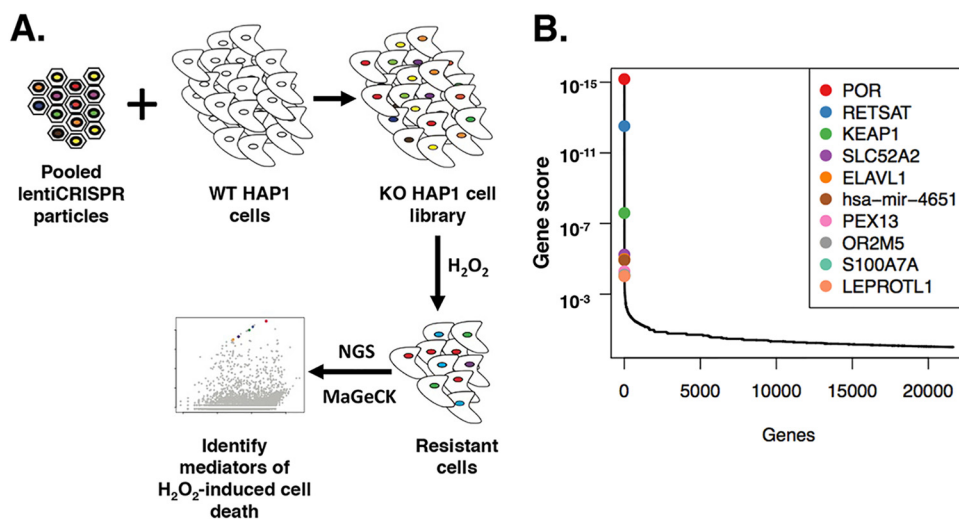 A.
Pooled
lentiCRISPR
particles
WT HAP1
cells
KO HAP1 cell
library
H₂O₂
Resistant
cells
NGS
MaGeCK
Identify
mediators of
H₂O₂-induced cell
death
B.
Gene score
10⁻¹⁵
10⁻¹¹
10⁻⁷
10⁻³
0
5000
10000
15000
20000
Genes
POR
RETSAT
KEAP1
SLC52A2
ELAVL1
hsa-mir-4651
PEX13
OR2M5
S100A7A
LEPROTL1